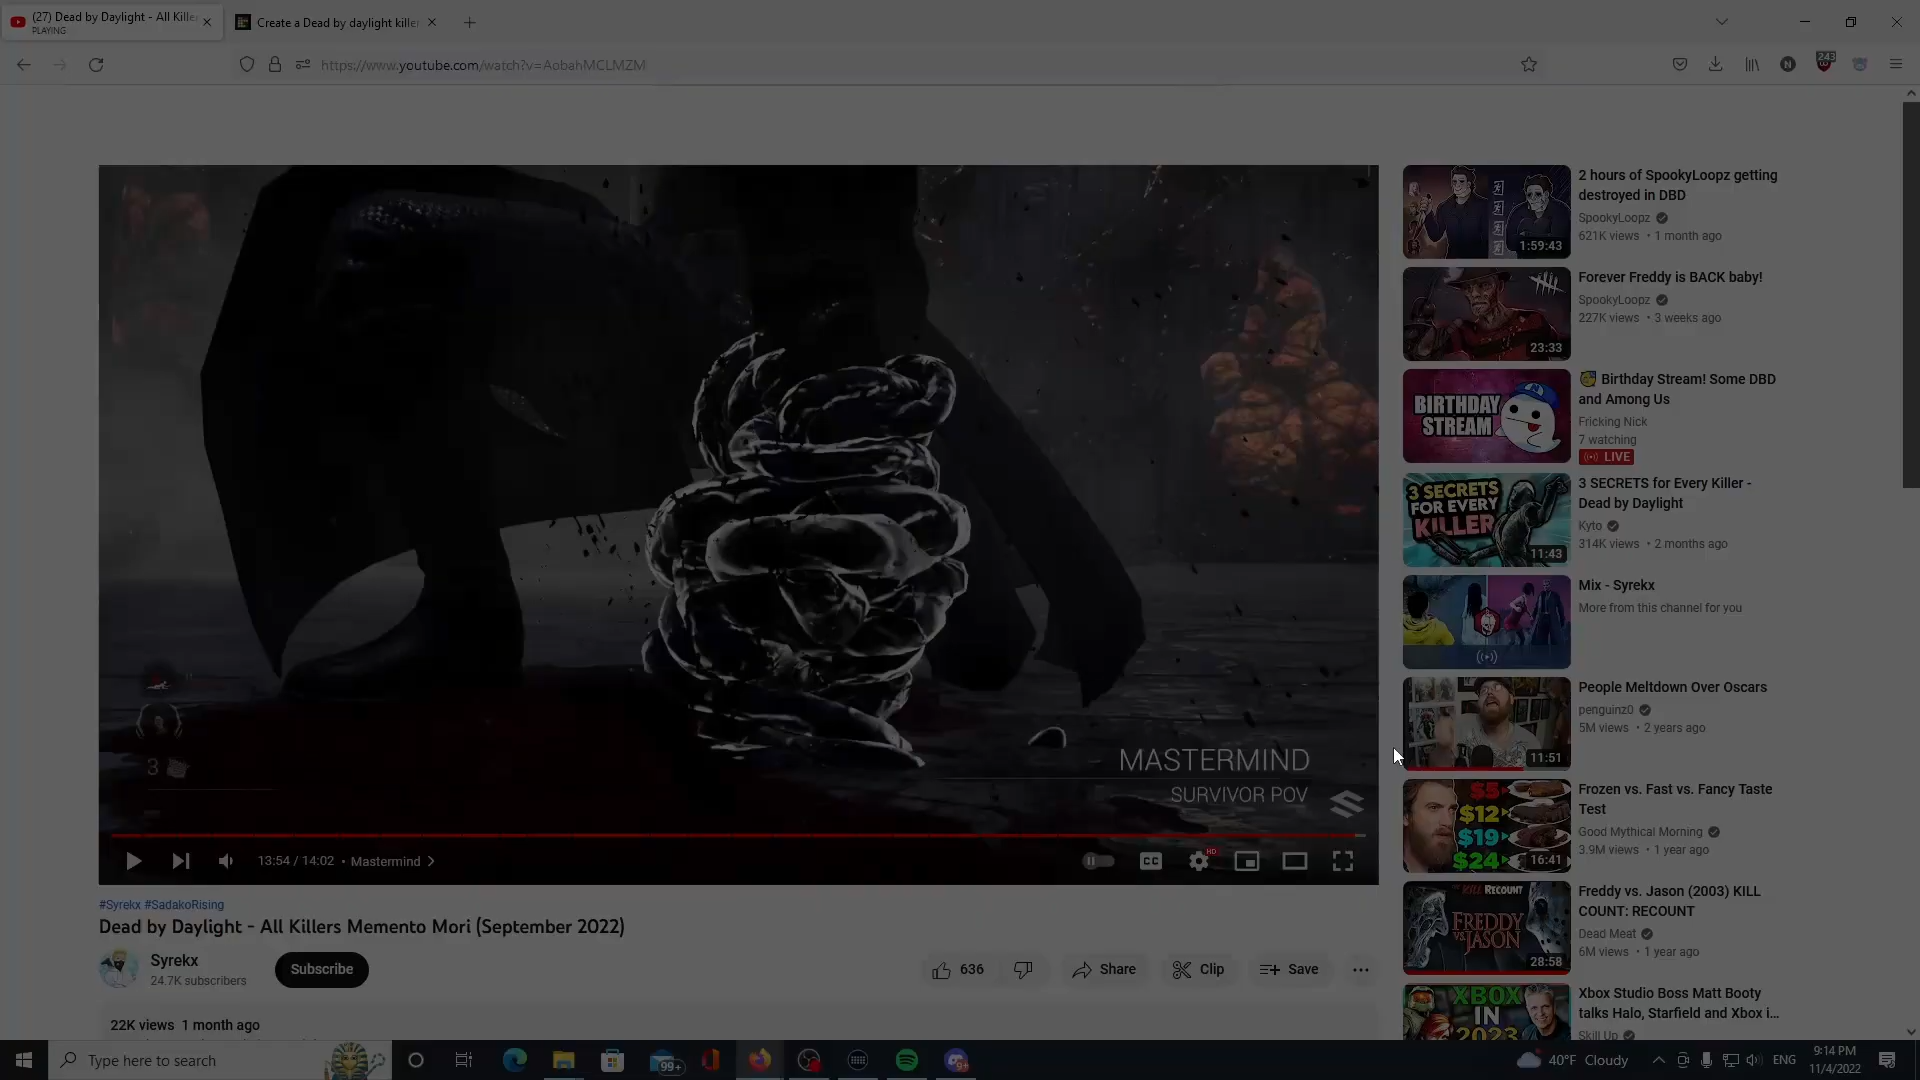 (27) Dead by Daylight - All Kille
PLAYING
Create a Dead by daylight killer
https://www.youtube.com/watch?v=AobahMCLMZM
243
MASTERMIND
SURVIVOR POV
3
13:54 / 14:02 • Mastermind
CC
HD
#Syrekx #SadakoRising
Dead by Daylight - All Killers Memento Mori (September 2022)
Syrekx
24.7K subscribers
Subscribe
636
Share
Clip
Save
22K views 1 month ago
2 hours of SpookyLoopz getting
destroyed in DBD
SpookyLoopz
621K views • 1 month ago
1:59:43
Forever Freddy is BACK baby!
SpookyLoopz
227K views • 3 weeks ago
23:33
BIRTHDAY
STREAM
Birthday Stream! Some DBD
and Among Us
Fricking Nick
7 watching
LIVE
3 SECRETS
FOR EVERY
KILLER
11:43
3 SECRETS for Every Killer -
Dead by Daylight
Kyto
314K views • 2 months ago
Mix - Syrekx
More from this channel for you
People Meltdown Over Oscars
penguinz0
5M views • 2 years ago
11:51
$5
$12
$19
$24
16:41
Frozen vs. Fast vs. Fancy Taste
Test
Good Mythical Morning
3.9M views • 1 year ago
KILL RECOUNT
FREDDY
VS
JASON
28:58
Freddy vs. Jason (2003) KILL
COUNT: RECOUNT
Dead Meat
6M views • 1 year ago
XBOX
IN
2023
Xbox Studio Boss Matt Booty
talks Halo, Starfield and Xbox i...
Skill Up
Type here to search
99+
9+
40°F Cloudy
ENG
9:14 PM
11/4/2022